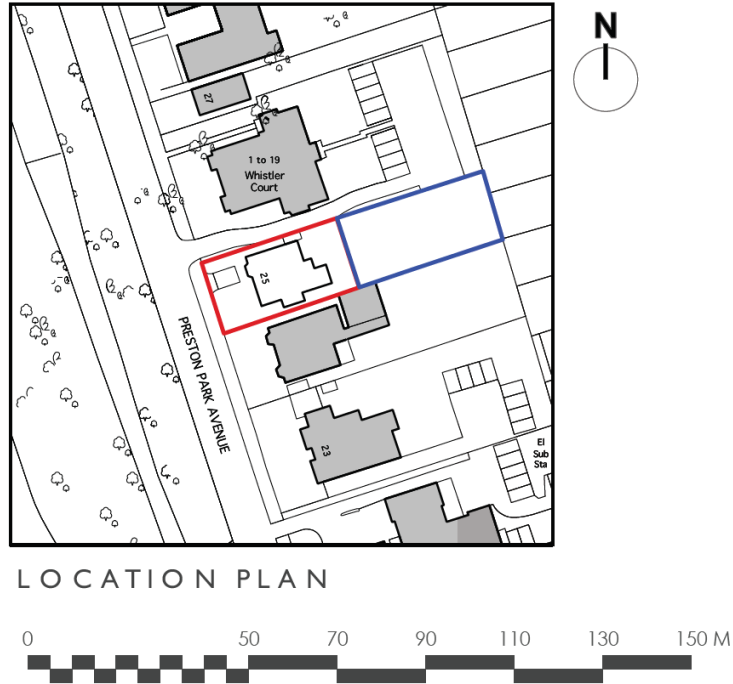 N
27
1 to 19
Whistler
Court
25
PRESTON PARK AVENUE
23
El
Sub
Sta
LOCATION PLAN
0 50 70 90 110 130 150 M